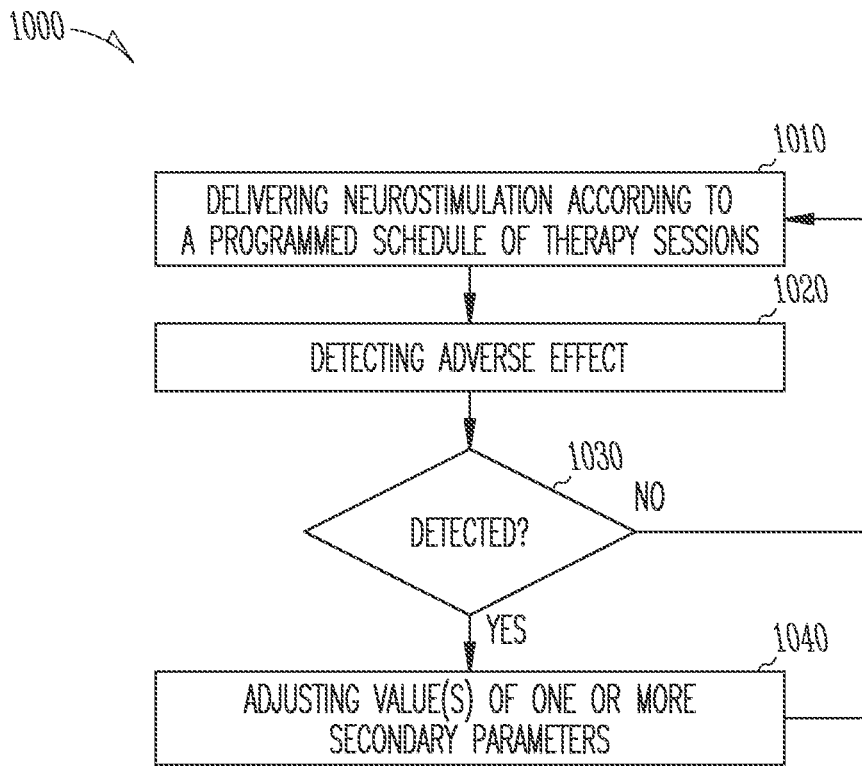 1000
1010
DELIVERING NEUROSTIMULATION ACCORDING TO
A PROGRAMMED SCHEDULE OF THERAPY SESSIONS
1020
DETECTING ADVERSE EFFECT
1030
NO
DETECTED?
YES
1040
ADJUSTING VALUE(S) OF ONE OR MORE
SECONDARY PARAMETERS